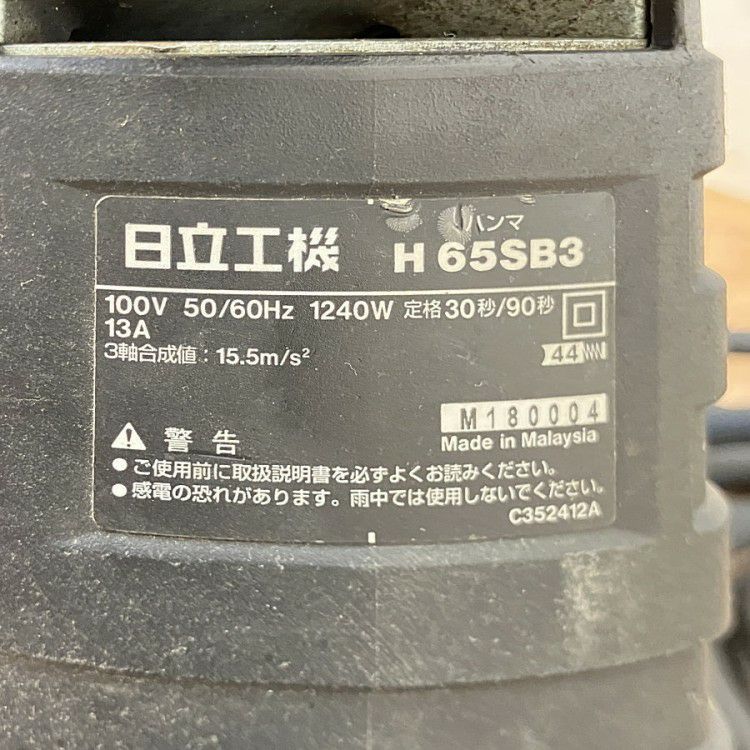 ハンマ
日立工機 H 65SB3
100V 50/60Hz 1240W 定格30秒/90秒
13A
3軸合成値：15.5m/s²
44
M180004
Made in Malaysia
警告
●ご使用前に取扱説明書を必ずよくお読みください。
●感電の恐れがあります。雨中では使用しないでください。
C352412A